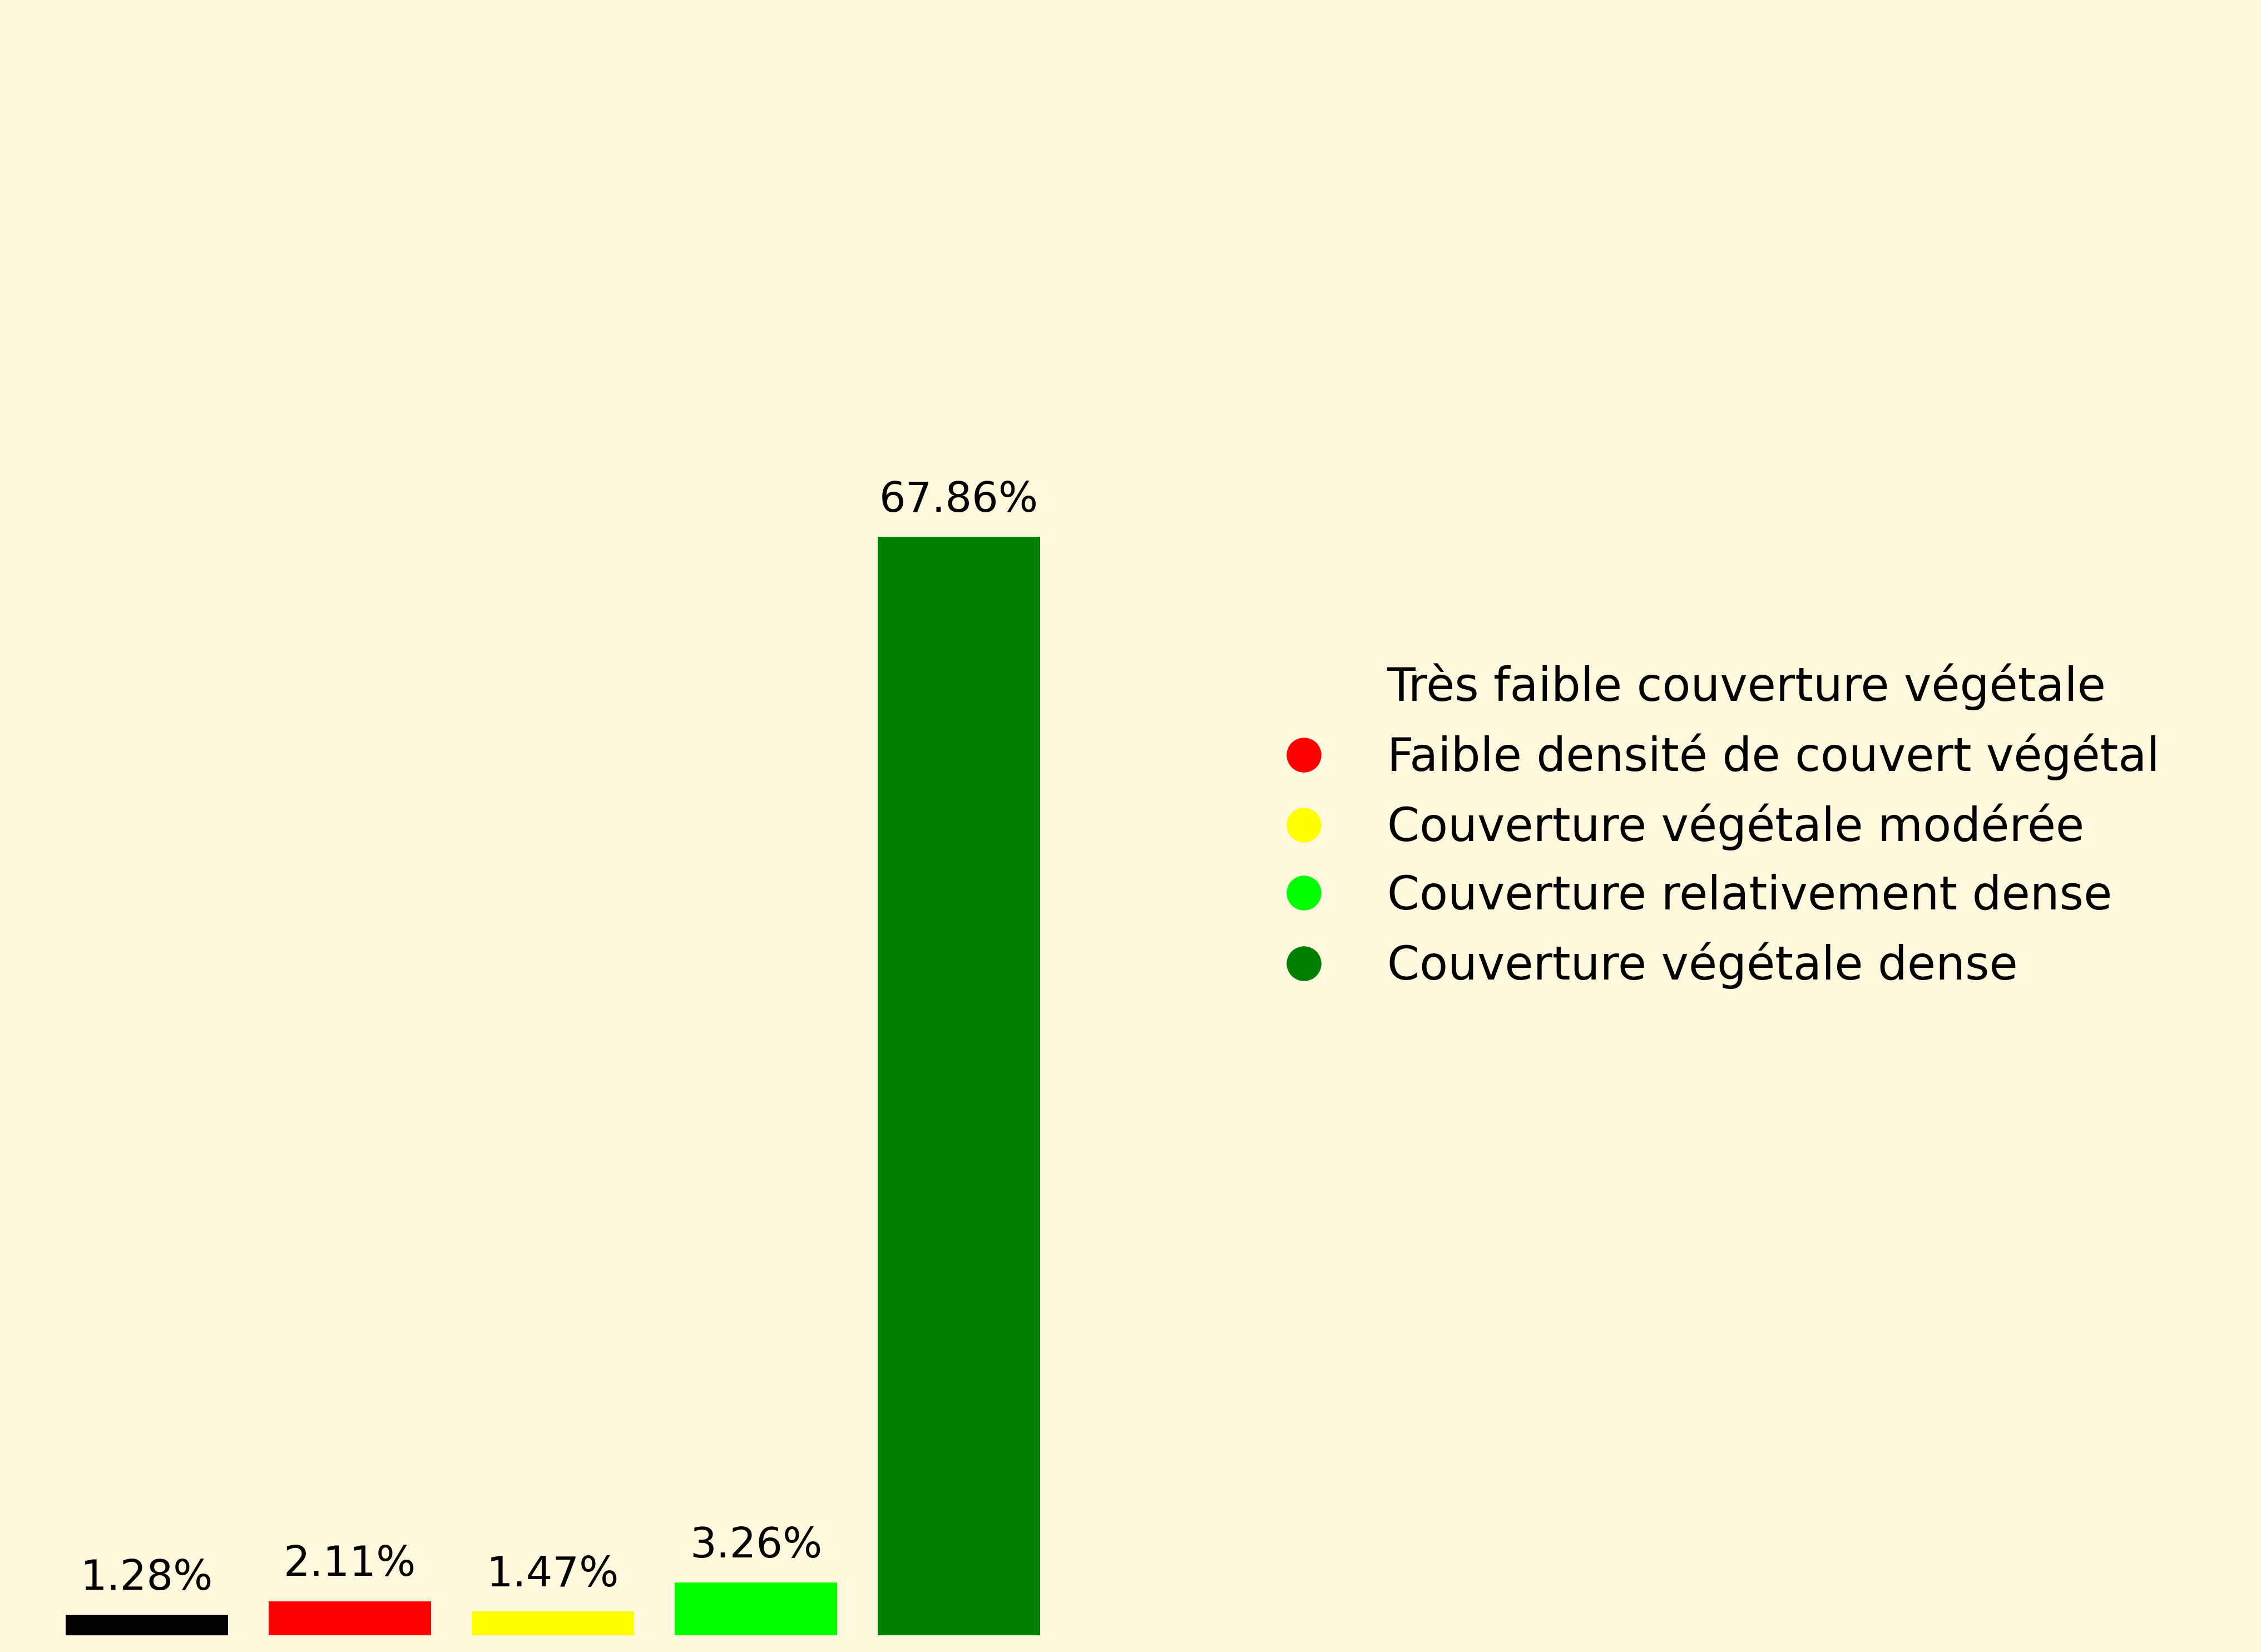 67.86%
Très faible couverture végétale
Faible densité de couvert végétal
Couverture végétale modérée
Couverture relativement dense
Couverture végétale dense
1.28%
2.11%
1.47%
3.26%